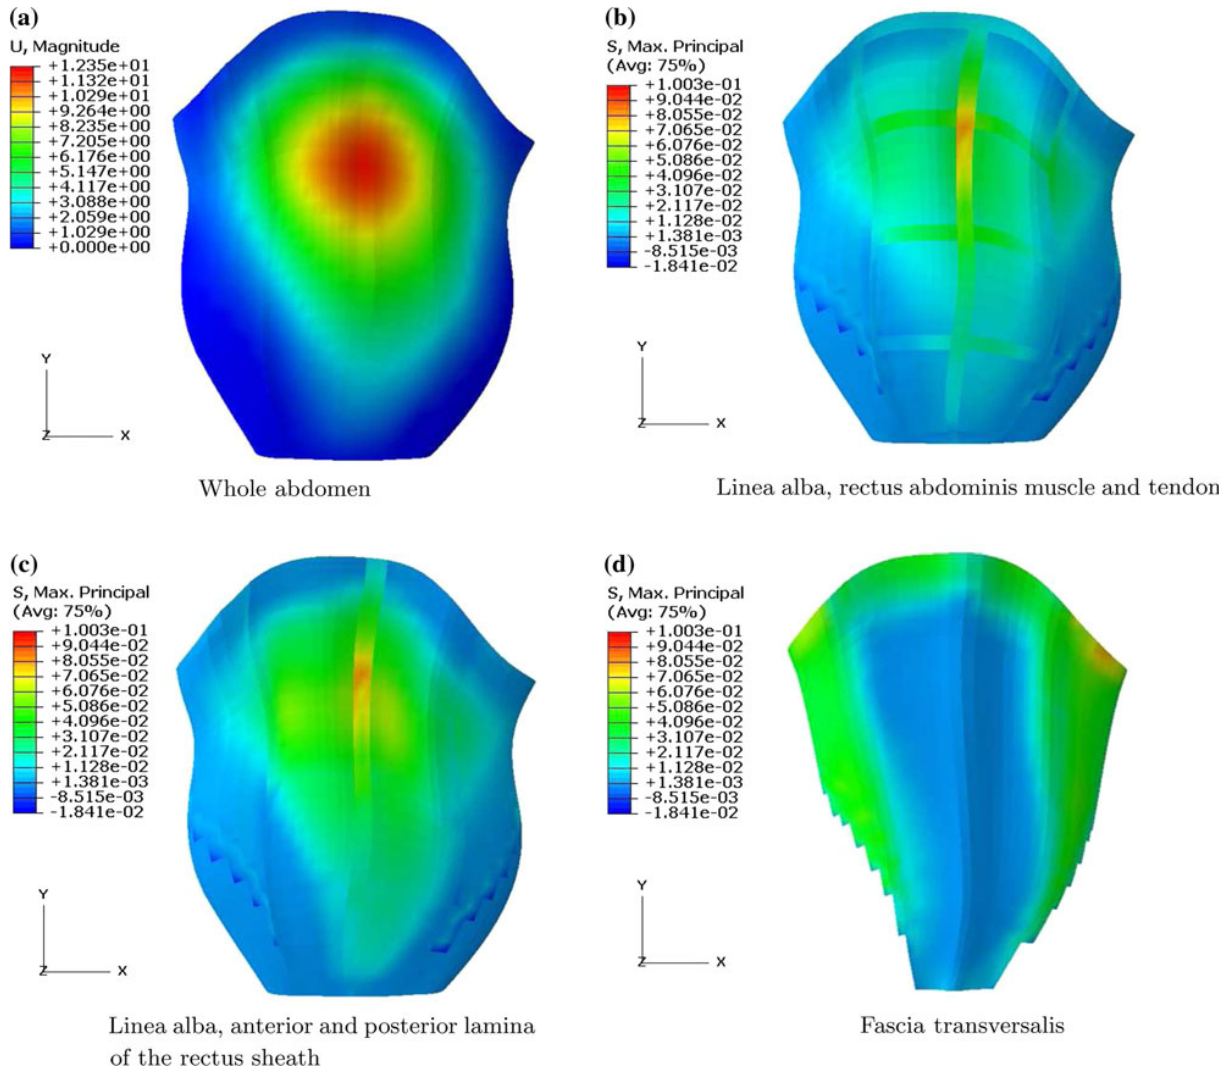 (a)
U, Magnitude
+1.235e+01
+1.132e+01
+1.029e+01
+9.264e+00
+8.235e+00
+7.205e+00
+6.176e+00
+5.147e+00
+4.117e+00
+3.088e+00
+2.059e+00
+1.029e+00
+0.000e+00
Y
Z X
Whole abdomen
(b)
S, Max. Principal
(Avg: 75%)
+1.003e-01
+9.044e-02
+8.055e-02
+7.065e-02
+6.076e-02
+5.086e-02
+4.096e-02
+3.107e-02
+2.117e-02
+1.128e-02
+1.381e-03
-8.515e-03
-1.841e-02
Y
Z X
Linea alba, rectus abdominis muscle and tendon
(c)
S, Max. Principal
(Avg: 75%)
+1.003e-01
+9.044e-02
+8.055e-02
+7.065e-02
+6.076e-02
+5.086e-02
+4.096e-02
+3.107e-02
+2.117e-02
+1.128e-02
+1.381e-03
-8.515e-03
-1.841e-02
Y
Z X
Linea alba, anterior and posterior lamina
of the rectus sheath
(d)
S, Max. Principal
(Avg: 75%)
+1.003e-01
+9.044e-02
+8.055e-02
+7.065e-02
+6.076e-02
+5.086e-02
+4.096e-02
+3.107e-02
+2.117e-02
+1.128e-02
+1.381e-03
-8.515e-03
-1.841e-02
Y
Z X
Fascia transversalis